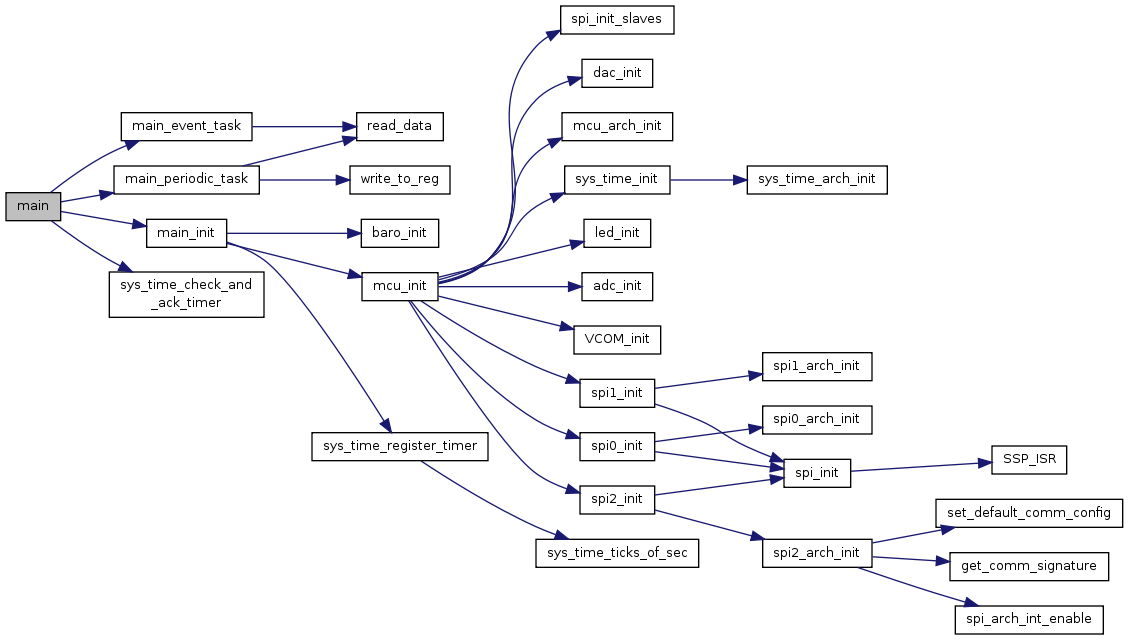 spi_init_slaves
dac_init
main_event_task
read_data
mcu_arch_init
main_periodic_task
write_to_reg
sys_time_init
sys_time_arch_init
main
main_init
baro_init
led_init
sys_time_check_and
_ack_timer
mcu_init
adc_init
VCOM_init
spi1_init
spi1_arch_init
spi0_arch_init
sys_time_register_timer
spi0_init
spi_init
SSP_ISR
spi2_init
set_default_comm_config
sys_time_ticks_of_sec
spi2_arch_init
get_comm_signature
spi_arch_int_enable